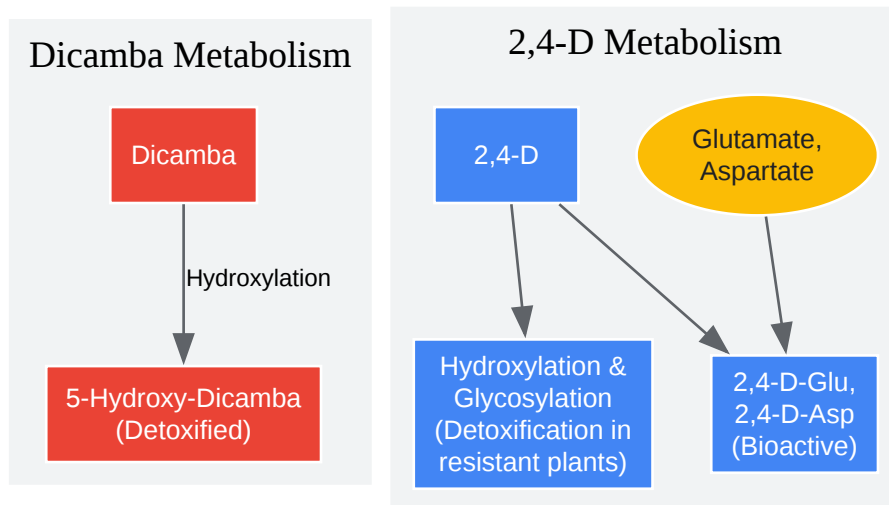 Dicamba Metabolism
Dicamba
Hydroxylation
5-Hydroxy-Dicamba
(Detoxified)
2,4-D Metabolism
2,4-D
Glutamate,
Aspartate
Hydroxylation &
Glycosylation
(Detoxification in
resistant plants)
2,4-D-Glu,
2,4-D-Asp
(Bioactive)